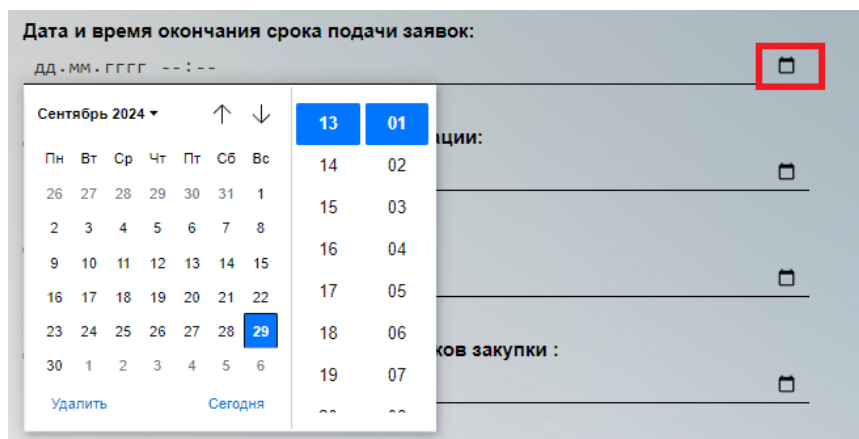 Дата и время окончания срока подачи заявок:
дд.мм.гггг --:--
Сентябрь 2024
Пн Вт Ср Чт Пт Сб Вс
26 27 28 29 30 31 1
2 3 4 5 6 7 8
9 10 11 12 13 14 15
16 17 18 19 20 21 22
23 24 25 26 27 28 29
30 1 2 3 4 5 6
Удалить Сегодня
13 01
14 02
15 03
16 04
17 05
18 06
19 07
ции:
ков закупки :